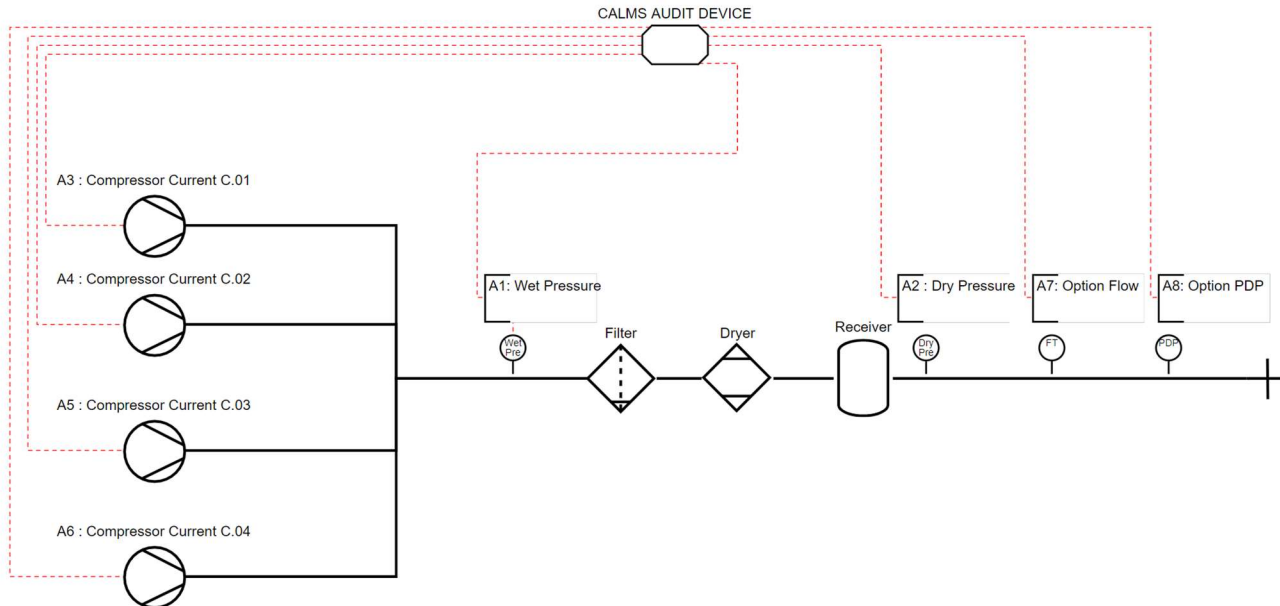 CALMS AUDIT DEVICE
A3 : Compressor Current C.01
A4 : Compressor Current C.02
A1: Wet Pressure
A2 : Dry Pressure
A7: Option Flow
A8: Option PDP
Wet
Pre
Filter
Dryer
Receiver
Dry
Pre
FT
PDP
A5 : Compressor Current C.03
A6 : Compressor Current C.04